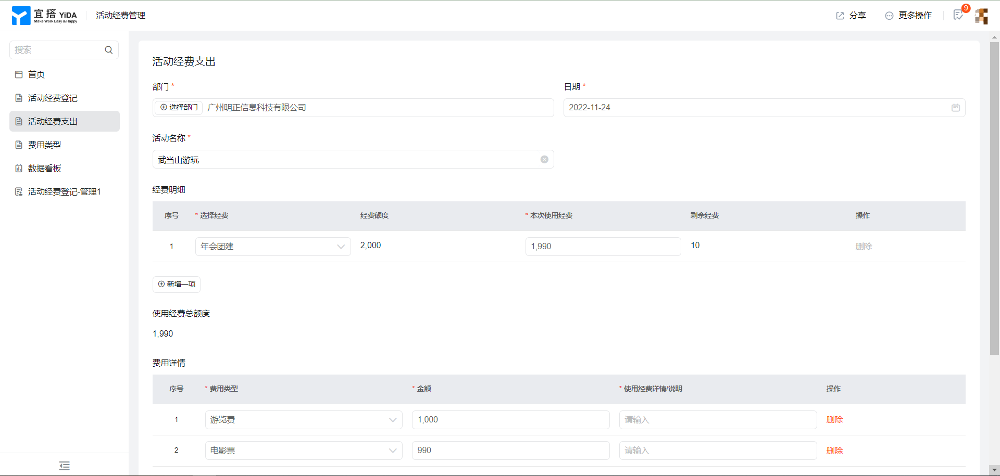 宜搭 YiDA
Make Work Easy & Happy
活动经费管理
分享
更多操作
9
搜索
首页
活动经费登记
活动经费支出
费用类型
数据看板
活动经费登记-管理1
活动经费支出
部门 *
日期 *
选择部门 广州明正信息科技有限公司
2022-11-24
活动名称 *
武当山游玩
经费明细
序号 * 选择经费 经费额度 * 本次使用经费 剩余经费 操作
1 年会团建 2,000 1,990 10 删除
新增一项
使用经费总额度
1,990
费用详情
序号 * 费用类型 * 金额 * 使用经费详情/说明 操作
1 游览费 1,000 请输入 删除
2 电影票 990 请输入 删除